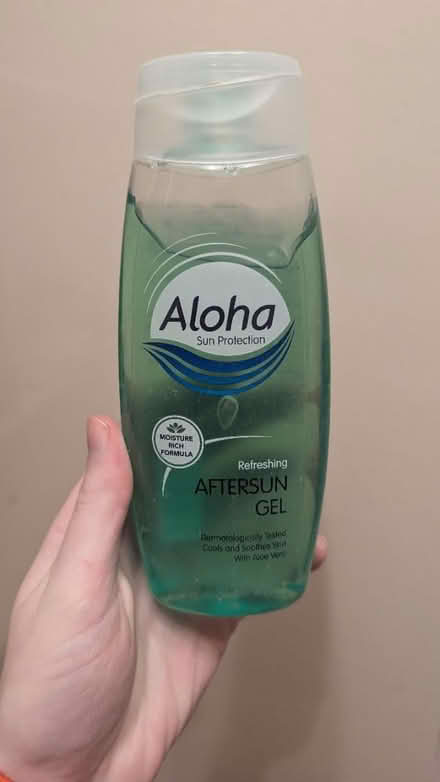 Aloha
Sun Protection
MOISTURE
RICH
FORMULA
Refreshing
AFTERSUN
GEL
Dermatologically Tested
Cools and Soothes Skin
With Aloe Vera